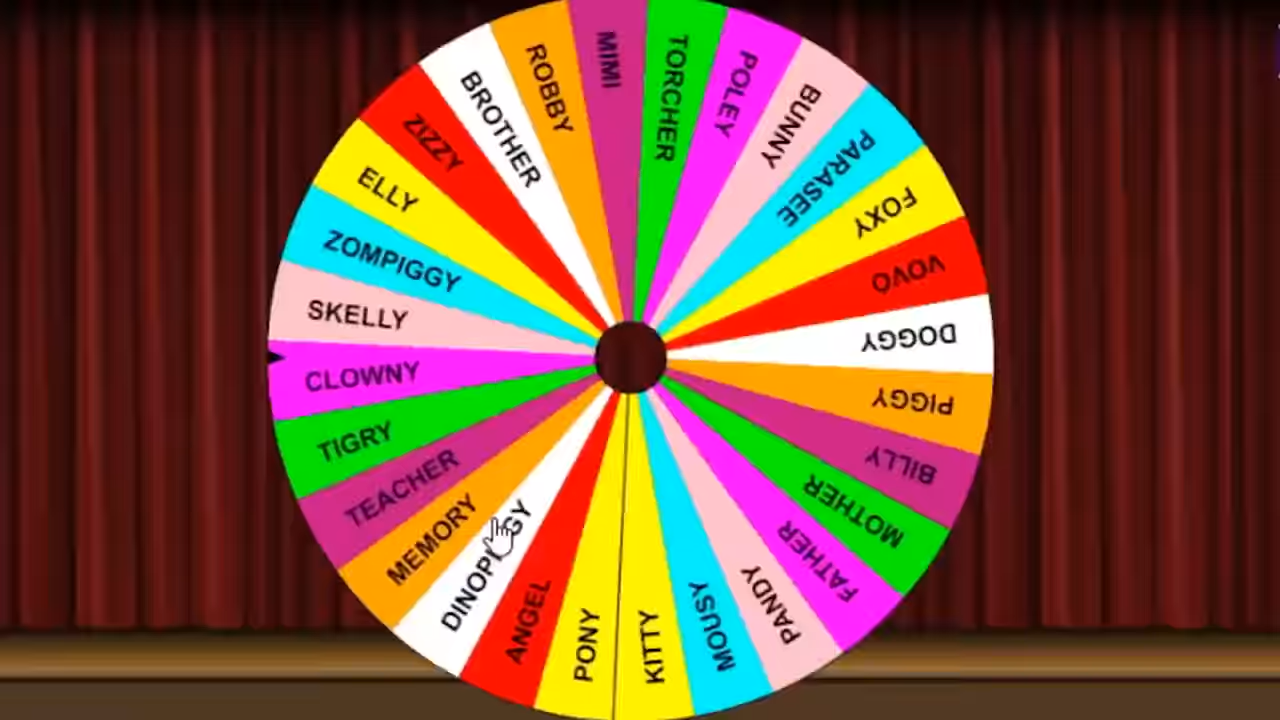 MIMI
TORCHER
POLEY
BUNNY
PARASEE
FOXY
VOVO
DOGGY
PIGGY
BILLY
MOTHER
FATHER
PANDY
MOUSY
KITTY
PONY
ANGEL
MEMORY
TEACHER
TIGRY
CLOWNY
SKELLY
ZOMPIGGY
ELLY
ZIZZY
BROTHER
ROBBY